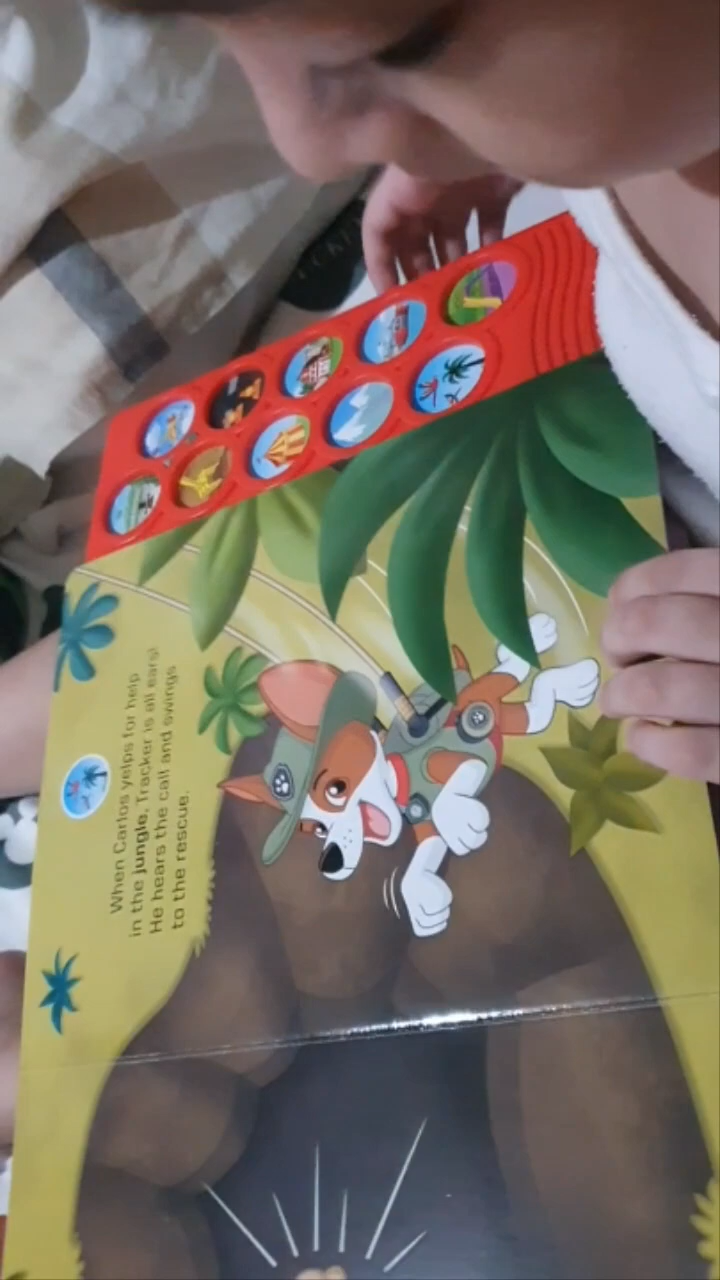 When Carlos yelps for help
in the jungle, Tracker is all ears!
He hears the call and swings
to the rescue.